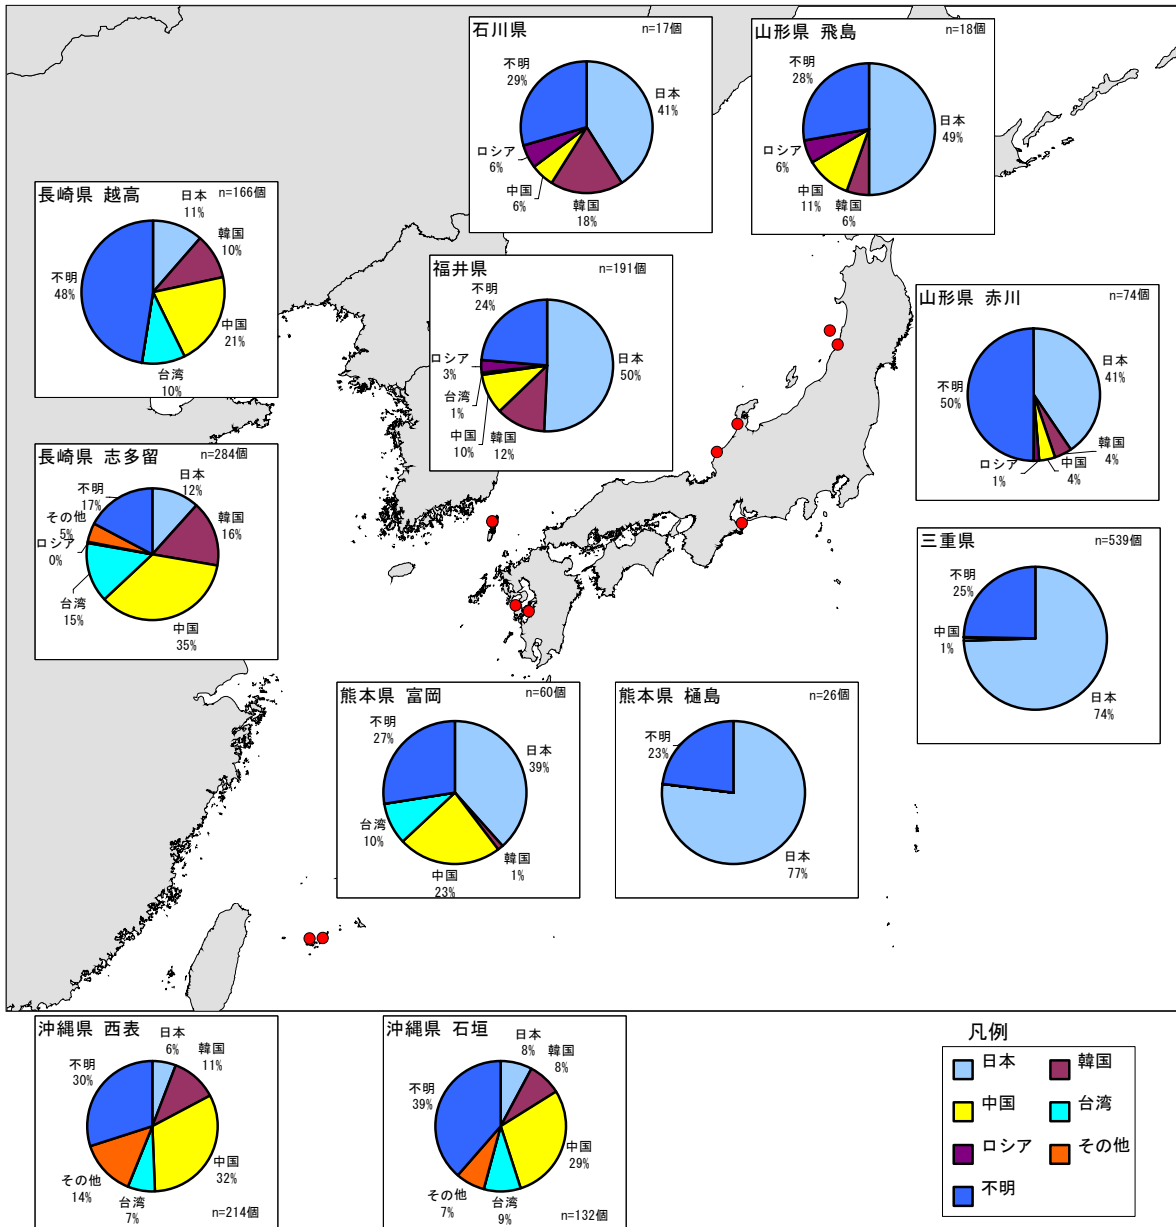 石川県 n=17個
不明
29%
日本
41%
ロシア
6%
中国
6%
韓国
18%
山形県 飛島 n=18個
不明
28%
日本
49%
ロシア
6%
中国
11%
韓国
6%
長崎県 越高 n=166個
日本
11%
韓国
10%
不明
48%
中国
21%
台湾
10%
福井県 n=191個
不明
24%
ロシア
3%
日本
50%
台湾
1%
中国
10%
韓国
12%
山形県 赤川 n=74個
日本
41%
不明
50%
韓国
4%
ロシア
1%
中国
4%
長崎県 志多留
n=284個
日本
12%
不明
17%
韓国
16%
その他
5%
ロシア
0%
台湾
15%
中国
35%
三重県 n=539個
不明
25%
中国
1%
日本
74%
熊本県 富岡 n=60個
不明
27%
日本
39%
台湾
10%
韓国
1%
中国
23%
熊本県 樋島 n=26個
不明
23%
日本
77%
沖縄県 西表
日本
6%
韓国
11%
不明
30%
中国
32%
その他
14%
台湾
7%
n=214個
沖縄県 石垣
日本
8%
韓国
8%
不明
39%
中国
29%
その他
7%
台湾
9%
n=132個
凡例
日本 韓国
中国 台湾
ロシア その他
不明